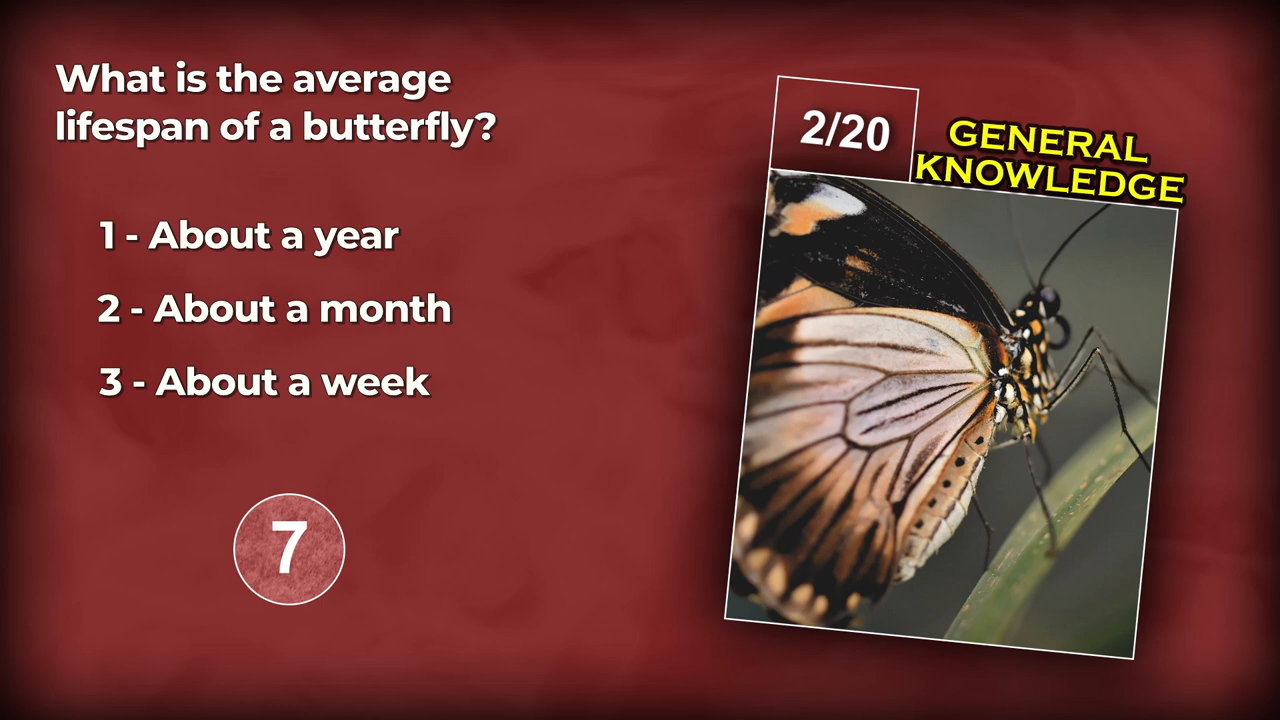 What is the average
lifespan of a butterfly?
1 - About a year
2 - About a month
3 - About a week
7
2/20
GENERAL
KNOWLEDGE